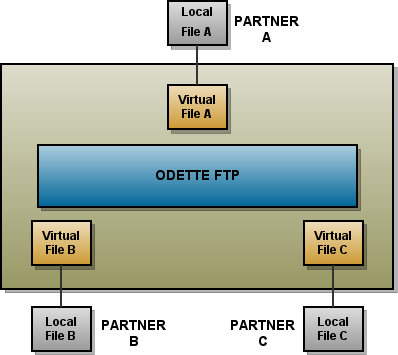 Local
File A
PARTNER
A
Virtual
File A
ODETTE FTP
Virtual
File B
Virtual
File C
Local
File B
PARTNER
B
PARTNER
C
Local
File C